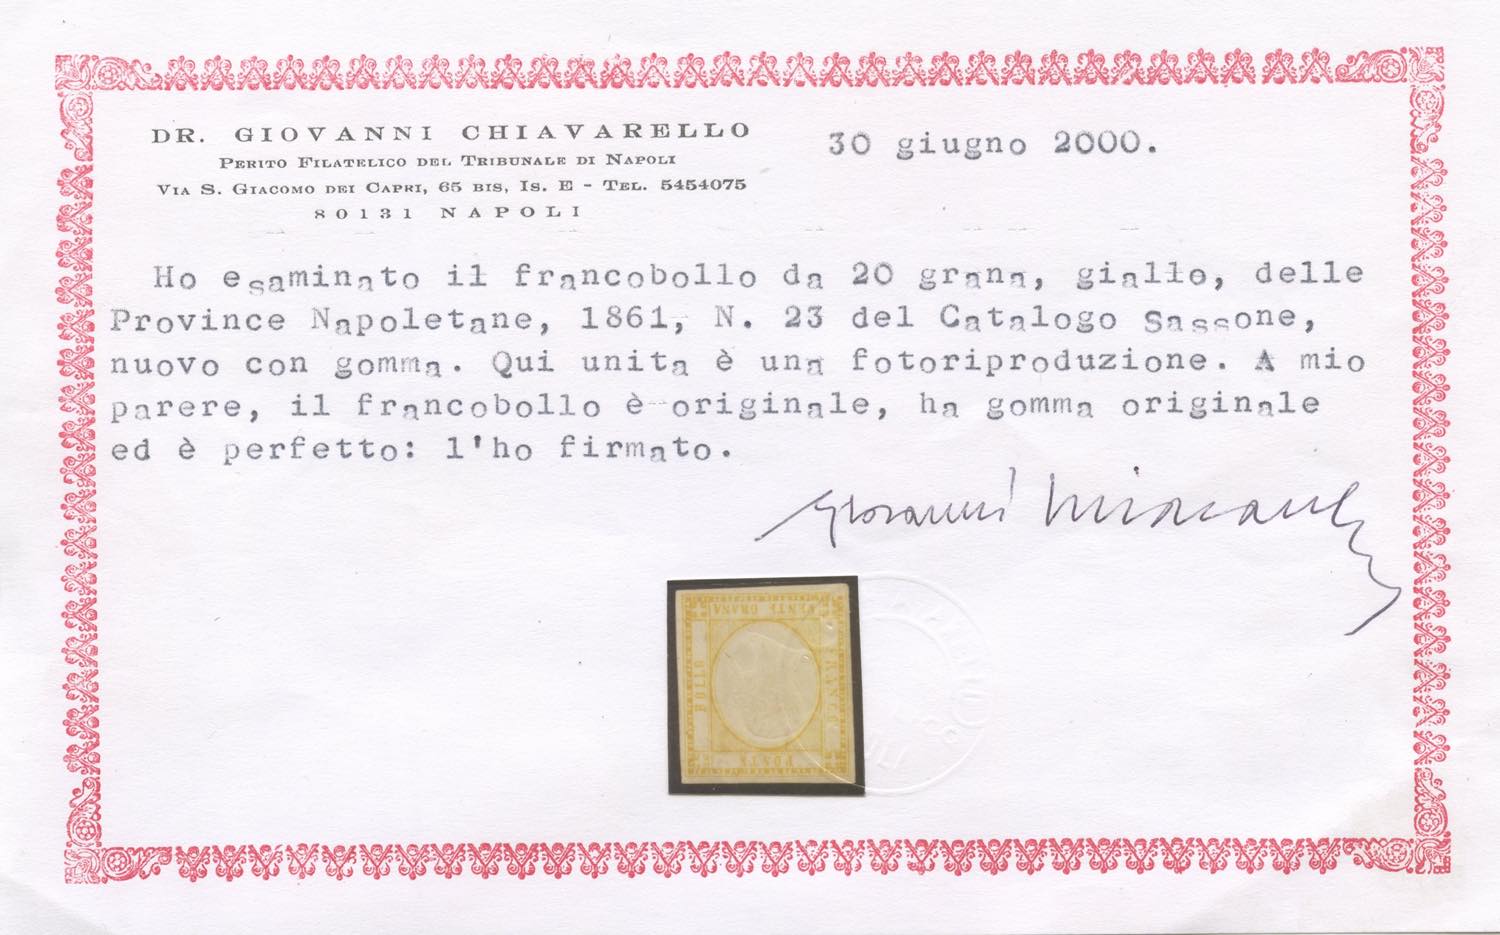 DR. GIOVANNI CHIAVARELLO
PERITO FILATELICO DEL TRIBUNALE DI NAPOLI
VIA S. GIACOMO DEI CAPRI, 65 BIS, IS. E - TEL. 5454075
80131 NAPOLI
30 giugno 2000.
Ho esaminato il francobollo da 20 grana, giallo, delle
Province Napoletane, 1861, N. 23 del Catalogo Sassone,
nuovo con gomma. Qui unita è una fotoriproduzione. A mio
parere, il francobollo è originale, ha gomma originale
ed è perfetto: l'ho firmato.
Giovanni
VENTI GRANA
BOLLO
FRANCO
POSTE